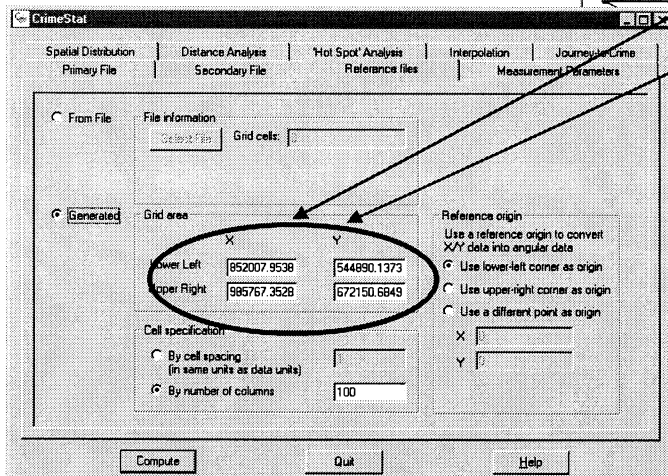 CrimeStat
Spatial Distribution Distance Analysis 'Hot Spot' Analysis Interpolation Journey-to-Crime
Primary File Secondary File Reference files Measurement Parameters
From File
File information
Select File Grid cells: 0
Generated
Grid area
X Y
Lower Left 852007.9538 544890.1373
Upper Right 985767.3528 672150.6849
Cell specification
By cell spacing
(in same units as data units)
By number of columns 100
Reference origin
Use a reference origin to convert
X/Y data into angular data
Use lower-left corner as origin
Use upper-right corner as origin
Use a different point as origin
X 0
Y 0
Compute Quit Help